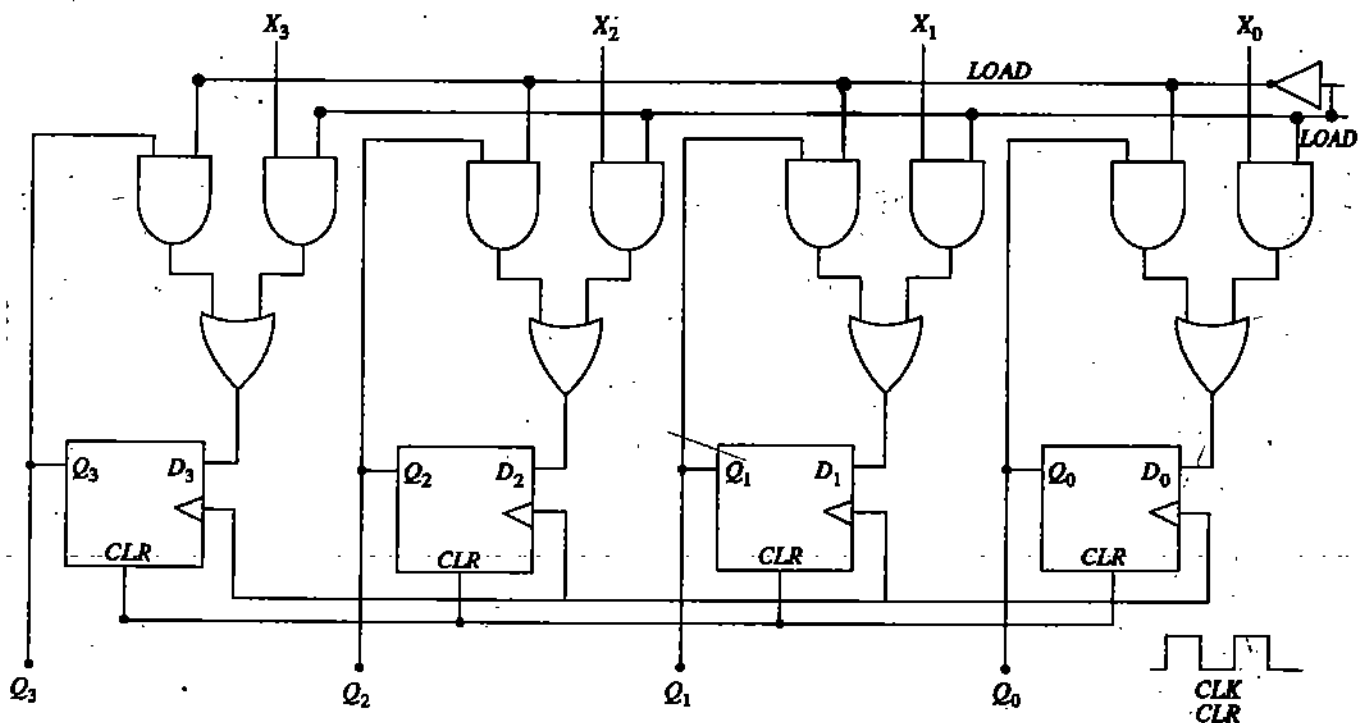 X3 X2 X1 X0
LOAD
LOAD
Q3 D3 Q2 D2 Q1 D1 Q0 D0
CLR CLR CLR CLR
Q3 Q2 Q1 Q0
CLK
CLR